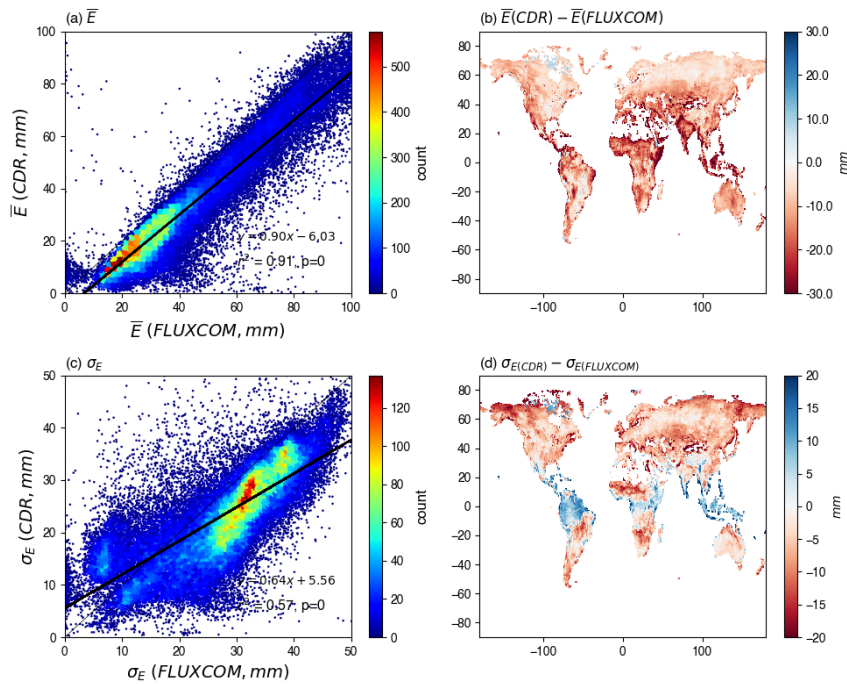 (a) E̅
(b) E̅(CDR) − E̅(FLUXCOM)
100
80
60
40
20
0
E̅ (CDR, mm)
y=0.90x−6.03
r²=0.91, p=0
0 20 40 60 80 100
E̅ (FLUXCOM, mm)
500
400
300
200
100
0
count
80
60
40
20
0
−20
−40
−60
−80
−100 0 100
30.0
20.0
10.0
0.0
−10.0
−20.0
−30.0
mm
(c) σ_E
(d) σ_E(CDR) − σ_E(FLUXCOM)
50
40
30
20
10
0
σ_E (CDR, mm)
y=0.64x+5.56
r²=0.57, p=0
0 10 20 30 40 50
σ_E (FLUXCOM, mm)
120
100
80
60
40
20
0
count
80
60
40
20
0
−20
−40
−60
−80
−100 0 100
20
15
10
5
0
−5
−10
−15
−20
mm